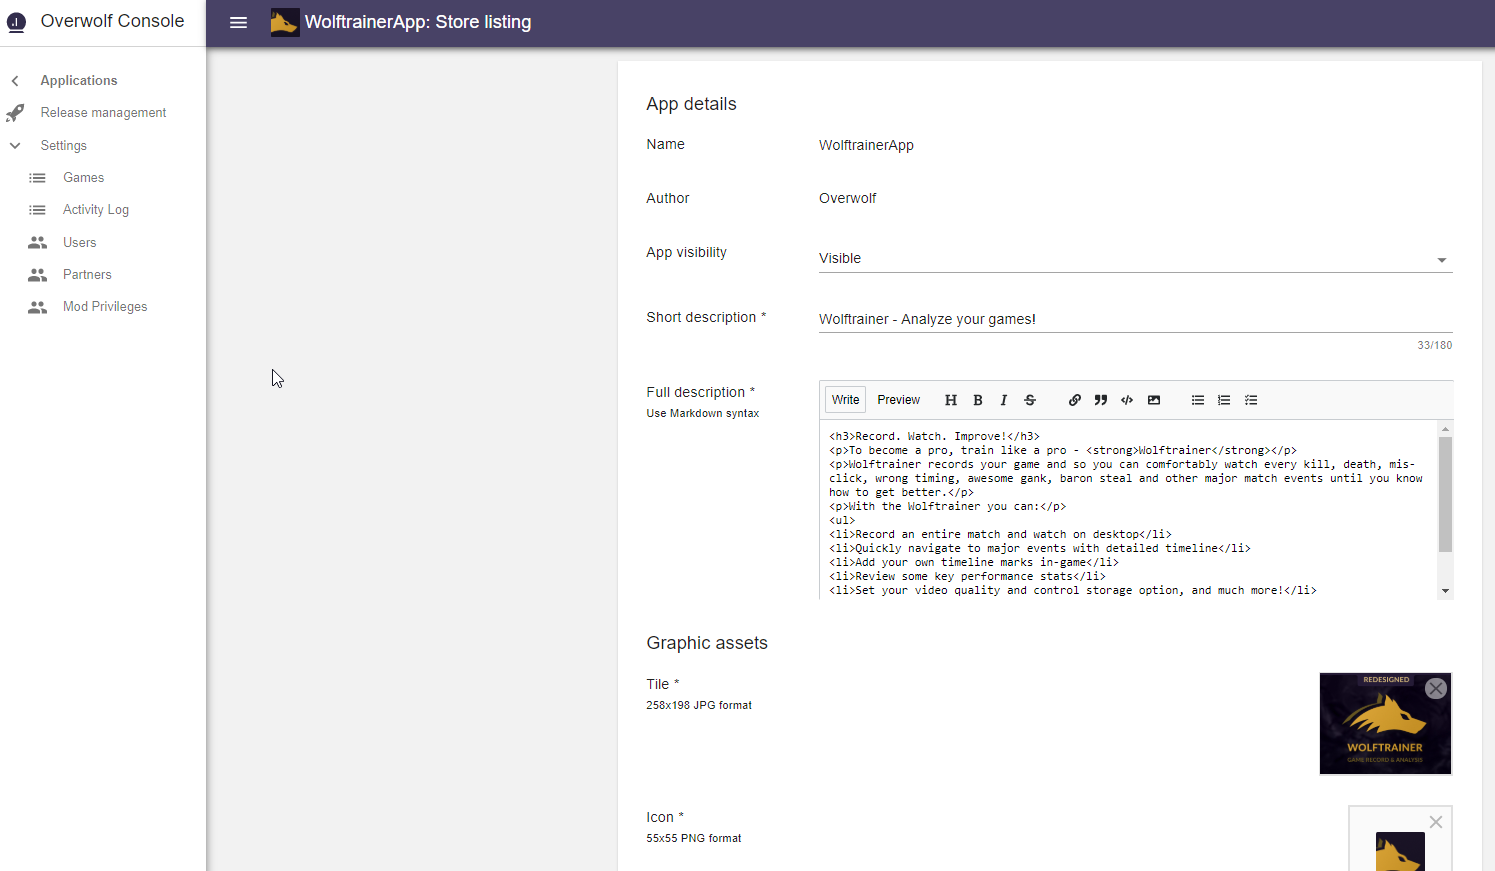 Overwolf Console
WolftrainerApp: Store listing
Applications
Release management
Settings
Games
Activity Log
Users
Partners
Mod Privileges
App details
Name
WolftrainerApp
Author
Overwolf
App visibility
Visible
Short description *
Wolftrainer - Analyze your games!
33/180
Full description *
Use Markdown syntax
Write Preview H B I S
<h3>Record. Watch. Improve!</h3>
<p>To become a pro, train like a pro - <strong>Wolftrainer</strong></p>
<p>Wolftrainer records your game and so you can comfortably watch every kill, death, mis-
click, wrong timing, awesome gank, baron steal and other major match events until you know
how to get better.</p>
<p>With the Wolftrainer you can:</p>
<ul>
<li>Record an entire match and watch on desktop</li>
<li>Quickly navigate to major events with detailed timeline</li>
<li>Add your own timeline marks in-game</li>
<li>Review some key performance stats</li>
<li>Set your video quality and control storage option, and much more!</li>
Graphic assets
Tile *
258x198 JPG format
REDESIGNED
WOLFTRAINER
GAME RECORD & ANALYSIS
Icon *
55x55 PNG format